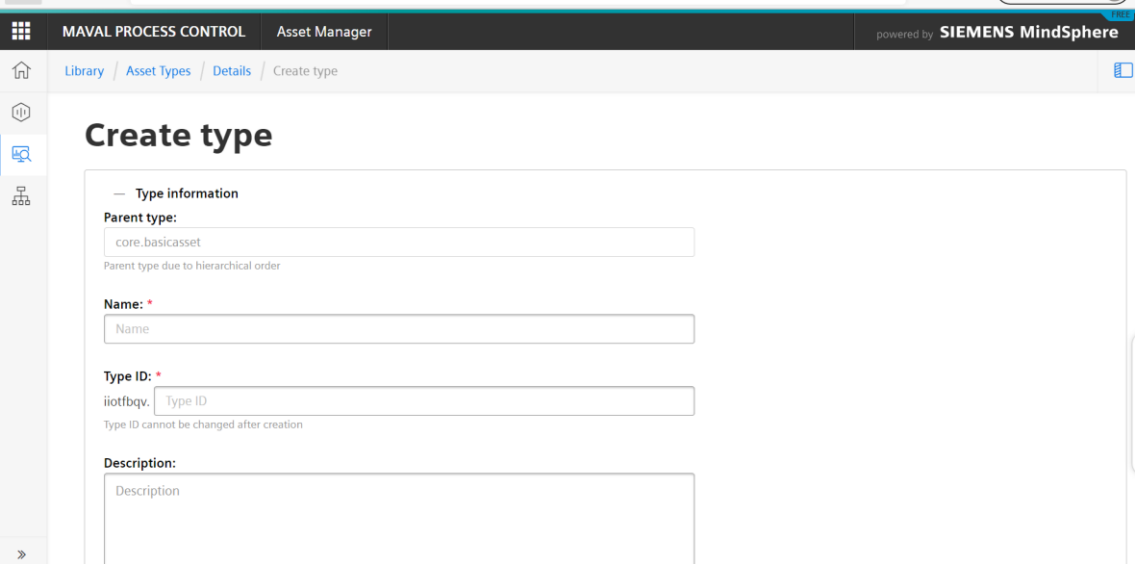 FREE
MAVAL PROCESS CONTROL Asset Manager powered by SIEMENS MindSphere
Library / Asset Types / Details / Create type
Create type
— Type information
Parent type:
core.basicasset
Parent type due to hierarchical order
Name: *
Name
Type ID: *
iiotfbqv. Type ID
Type ID cannot be changed after creation
Description:
Description